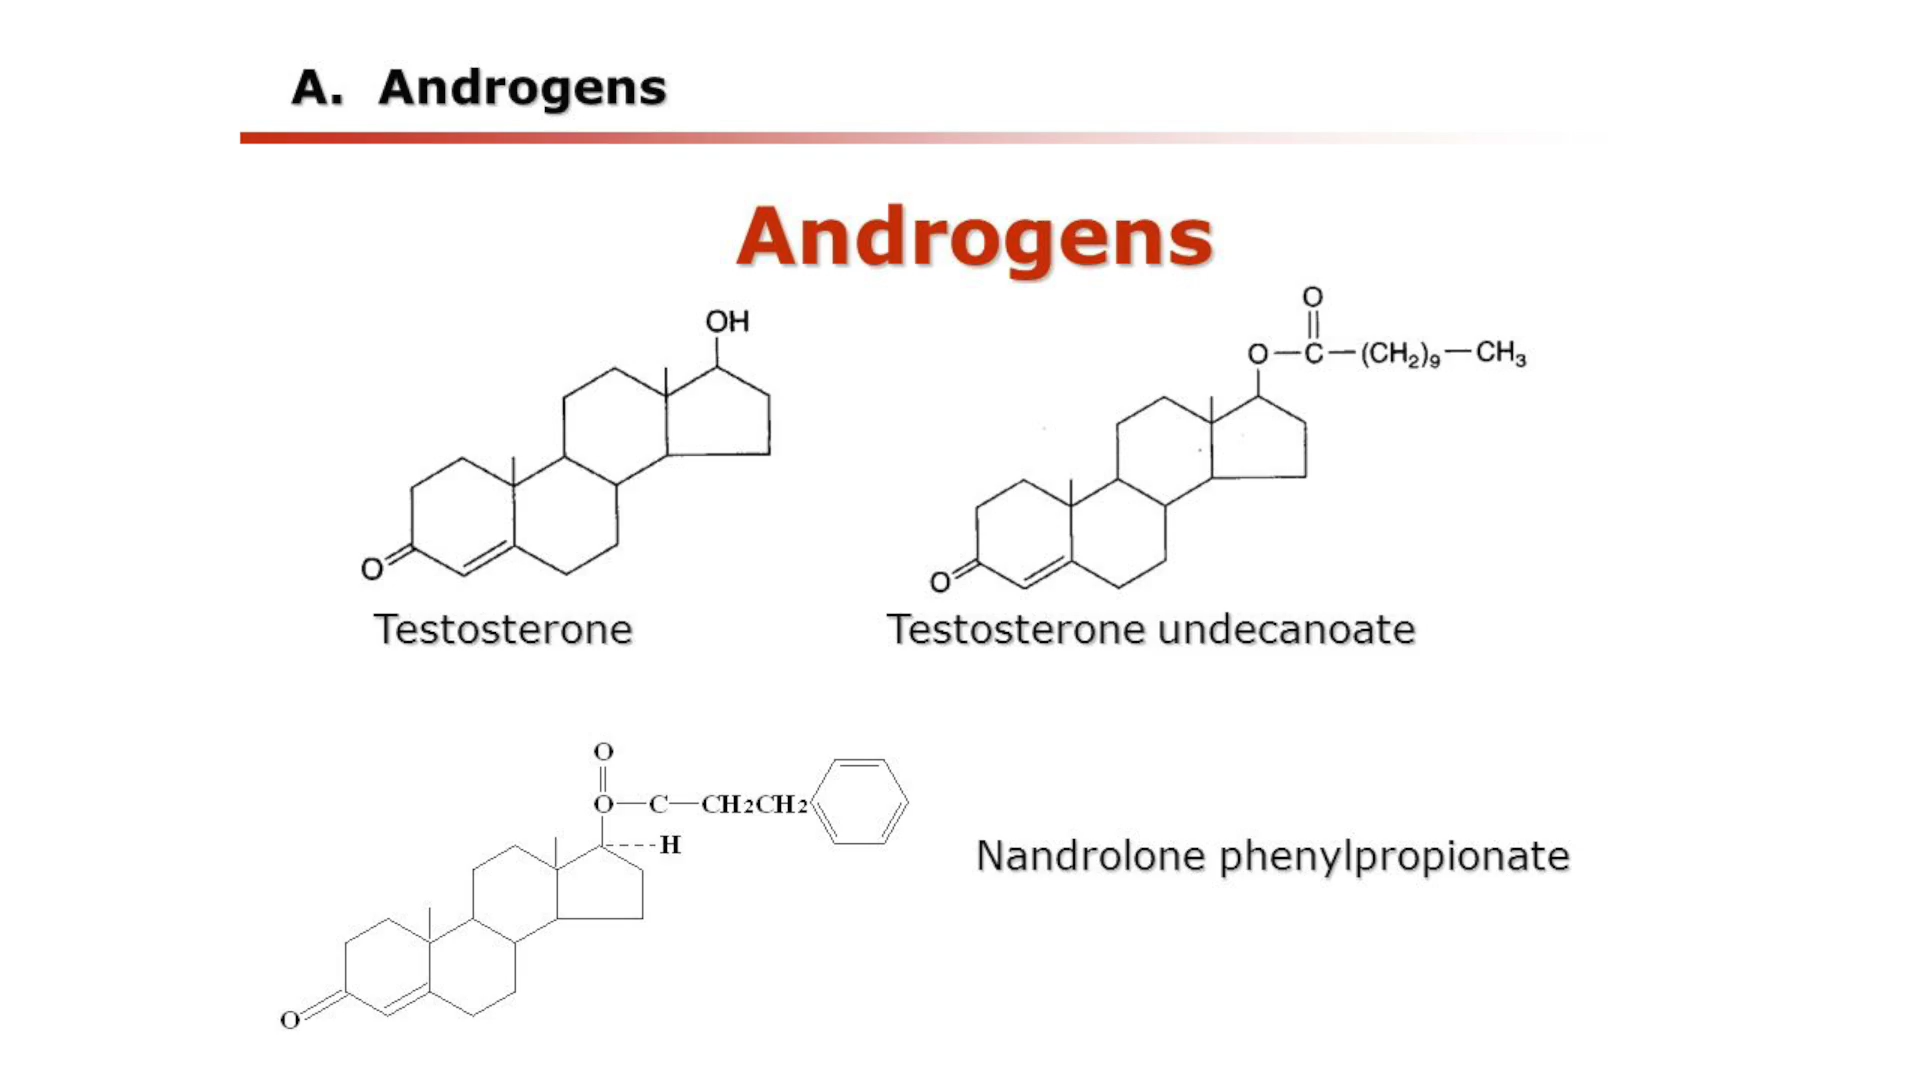 A. Androgens
Androgens
OH
O
Testosterone
O
O—C—(CH₂)₉—CH₃
O
Testosterone undecanoate
O
O—C—CH2CH2
H
O
Nandrolone phenylpropionate